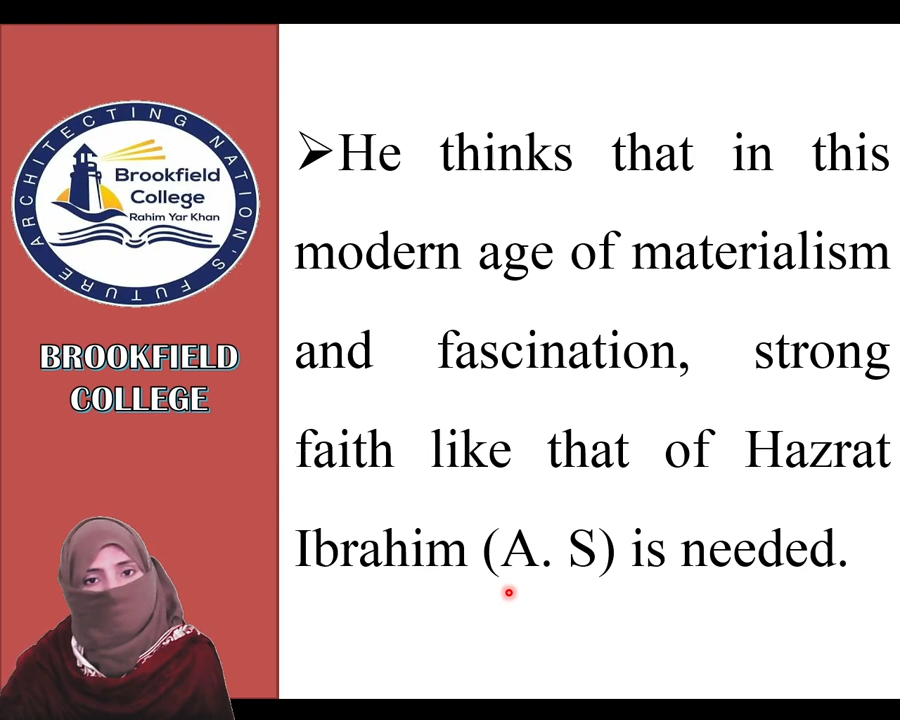 ARCHITECTING NATION'S FUTURE
Brookfield
College
Rahim Yar Khan
BROOKFIELD
COLLEGE
➢He thinks that in this
modern age of materialism
and fascination, strong
faith like that of Hazrat
Ibrahim (A. S) is needed.